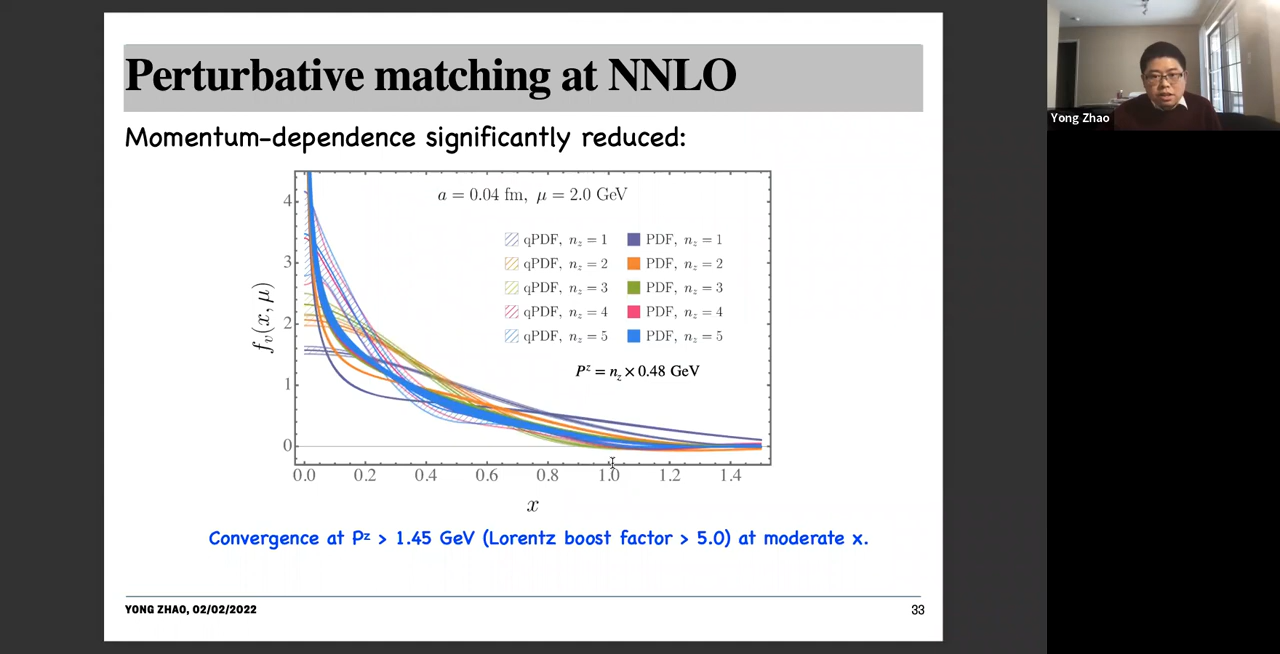 Perturbative matching at NNLO
Yong Zhao
Momentum-dependence significantly reduced:
a = 0.04 fm, μ = 2.0 GeV
qPDF, n_z = 1 PDF, n_z = 1
qPDF, n_z = 2 PDF, n_z = 2
qPDF, n_z = 3 PDF, n_z = 3
qPDF, n_z = 4 PDF, n_z = 4
qPDF, n_z = 5 PDF, n_z = 5
P^z = n_z × 0.48 GeV
f_v(x, μ)
4
3
2
1
0
0.0 0.2 0.4 0.6 0.8 1.0 1.2 1.4
x
Convergence at Pz > 1.45 GeV (Lorentz boost factor > 5.0) at moderate x.
YONG ZHAO, 02/02/2022
33